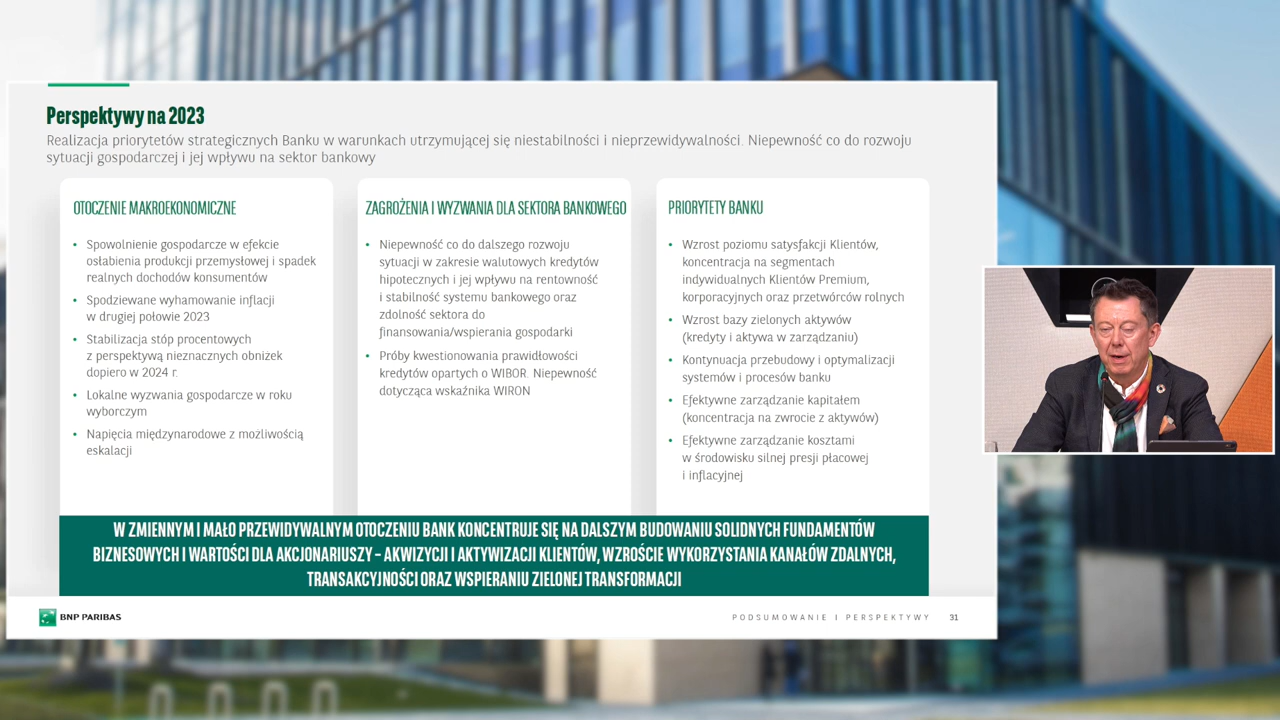 Perspektywy na 2023
Realizacja priorytetów strategicznych Banku w warunkach utrzymującej się niestabilności i nieprzewidywalności. Niepewność co do rozwoju
sytuacji gospodarczej i jej wpływu na sektor bankowy
OTOCZENIE MAKROEKONOMICZNE
• Spowolnienie gospodarcze w efekcie
osłabienia produkcji przemysłowej i spadek
realnych dochodów konsumentów
• Spodziewane wyhamowanie inflacji
w drugiej połowie 2023
• Stabilizacja stóp procentowych
z perspektywą nieznacznych obniżek
dopiero w 2024 r.
• Lokalne wyzwania gospodarcze w roku
wyborczym
• Napięcia międzynarodowe z możliwością
eskalacji
ZAGROŻENIA I WYZWANIA DLA SEKTORA BANKOWEGO
• Niepewność co do dalszego rozwoju
sytuacji w zakresie walutowych kredytów
hipotecznych i jej wpływu na rentowność
i stabilność systemu bankowego oraz
zdolność sektora do
finansowania/wspierania gospodarki
• Próby kwestionowania prawidłowości
kredytów opartych o WIBOR. Niepewność
dotycząca wskaźnika WIRON
PRIORYTETY BANKU
• Wzrost poziomu satysfakcji Klientów,
koncentracja na segmentach
indywidualnych Klientów Premium,
korporacyjnych oraz przetwórców rolnych
• Wzrost bazy zielonych aktywów
(kredyty i aktywa w zarządzaniu)
• Kontynuacja przebudowy i optymalizacji
systemów i procesów banku
• Efektywne zarządzanie kapitałem
(koncentracja na zwrocie z aktywów)
• Efektywne zarządzanie kosztami
w środowisku silnej presji płacowej
i inflacyjnej
W ZMIENNYM I MAŁO PRZEWIDYWALNYM OTOCZENIU BANK KONCENTRUJE SIĘ NA DALSZYM BUDOWANIU SOLIDNYCH FUNDAMENTÓW
BIZNESOWYCH I WARTOŚCI DLA AKCJONARIUSZY – AKWIZYCJI I AKTYWIZACJI KLIENTÓW, WZROŚCIE WYKORZYSTANIA KANAŁÓW ZDALNYCH,
TRANSAKCYJNOŚCI ORAZ WSPIERANIU ZIELONEJ TRANSFORMACJI
BNP PARIBAS
PODSUMOWANIE I PERSPEKTYWY 31